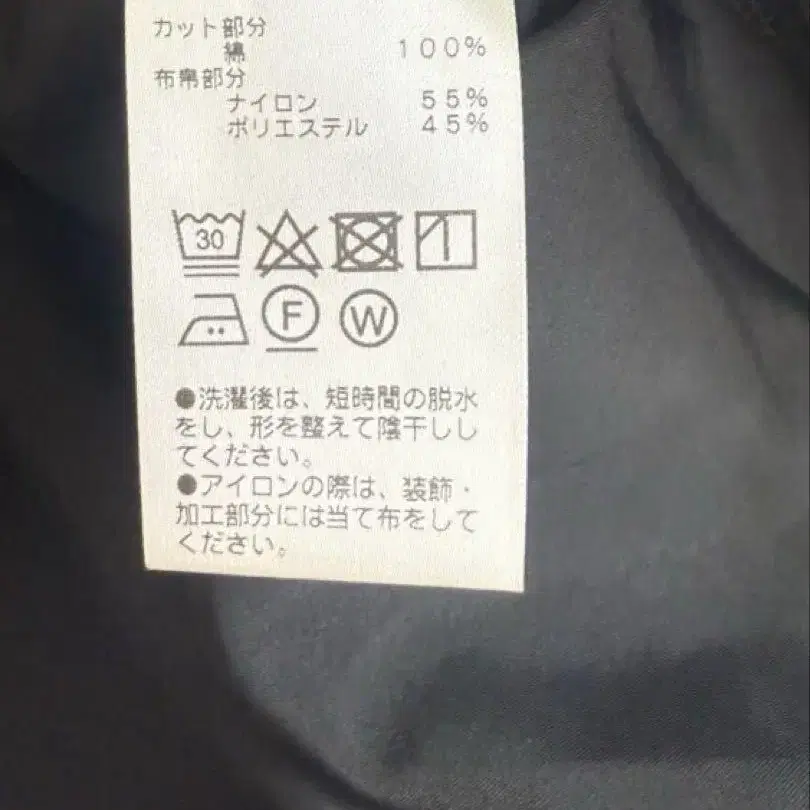 カット部分
綿 100%
布帛部分
ナイロン 55%
ポリエステル 45%
30
F
W
●洗濯後は、短時間の脱水
をし、形を整えて陰干しし
てください。
●アイロンの際は、装飾・
加工部分には当て布をして
ください。